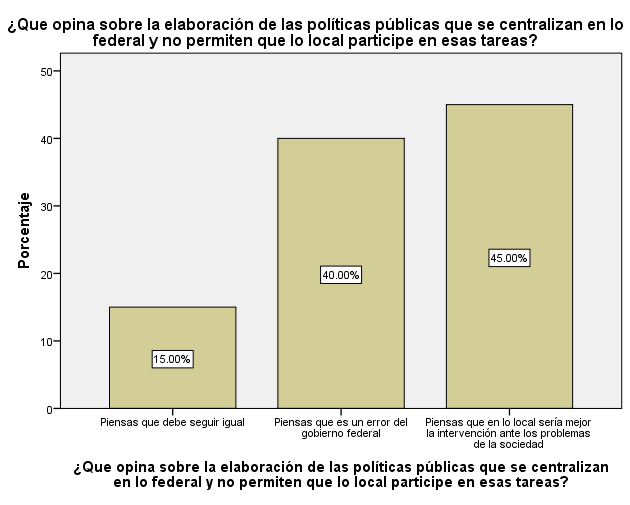 ¿Que opina sobre la elaboración de las políticas públicas que se centralizan en lo
federal y no permiten que lo local participe en esas tareas?
Porcentaje
50
40
30
20
10
0
15.00%
40.00%
45.00%
Piensas que debe seguir igual
Piensas que es un error del
gobierno federal
Piensas que en lo local sería mejor
la intervención ante los problemas
de la sociedad
¿Que opina sobre la elaboración de las políticas públicas que se centralizan
en lo federal y no permiten que lo local participe en esas tareas?